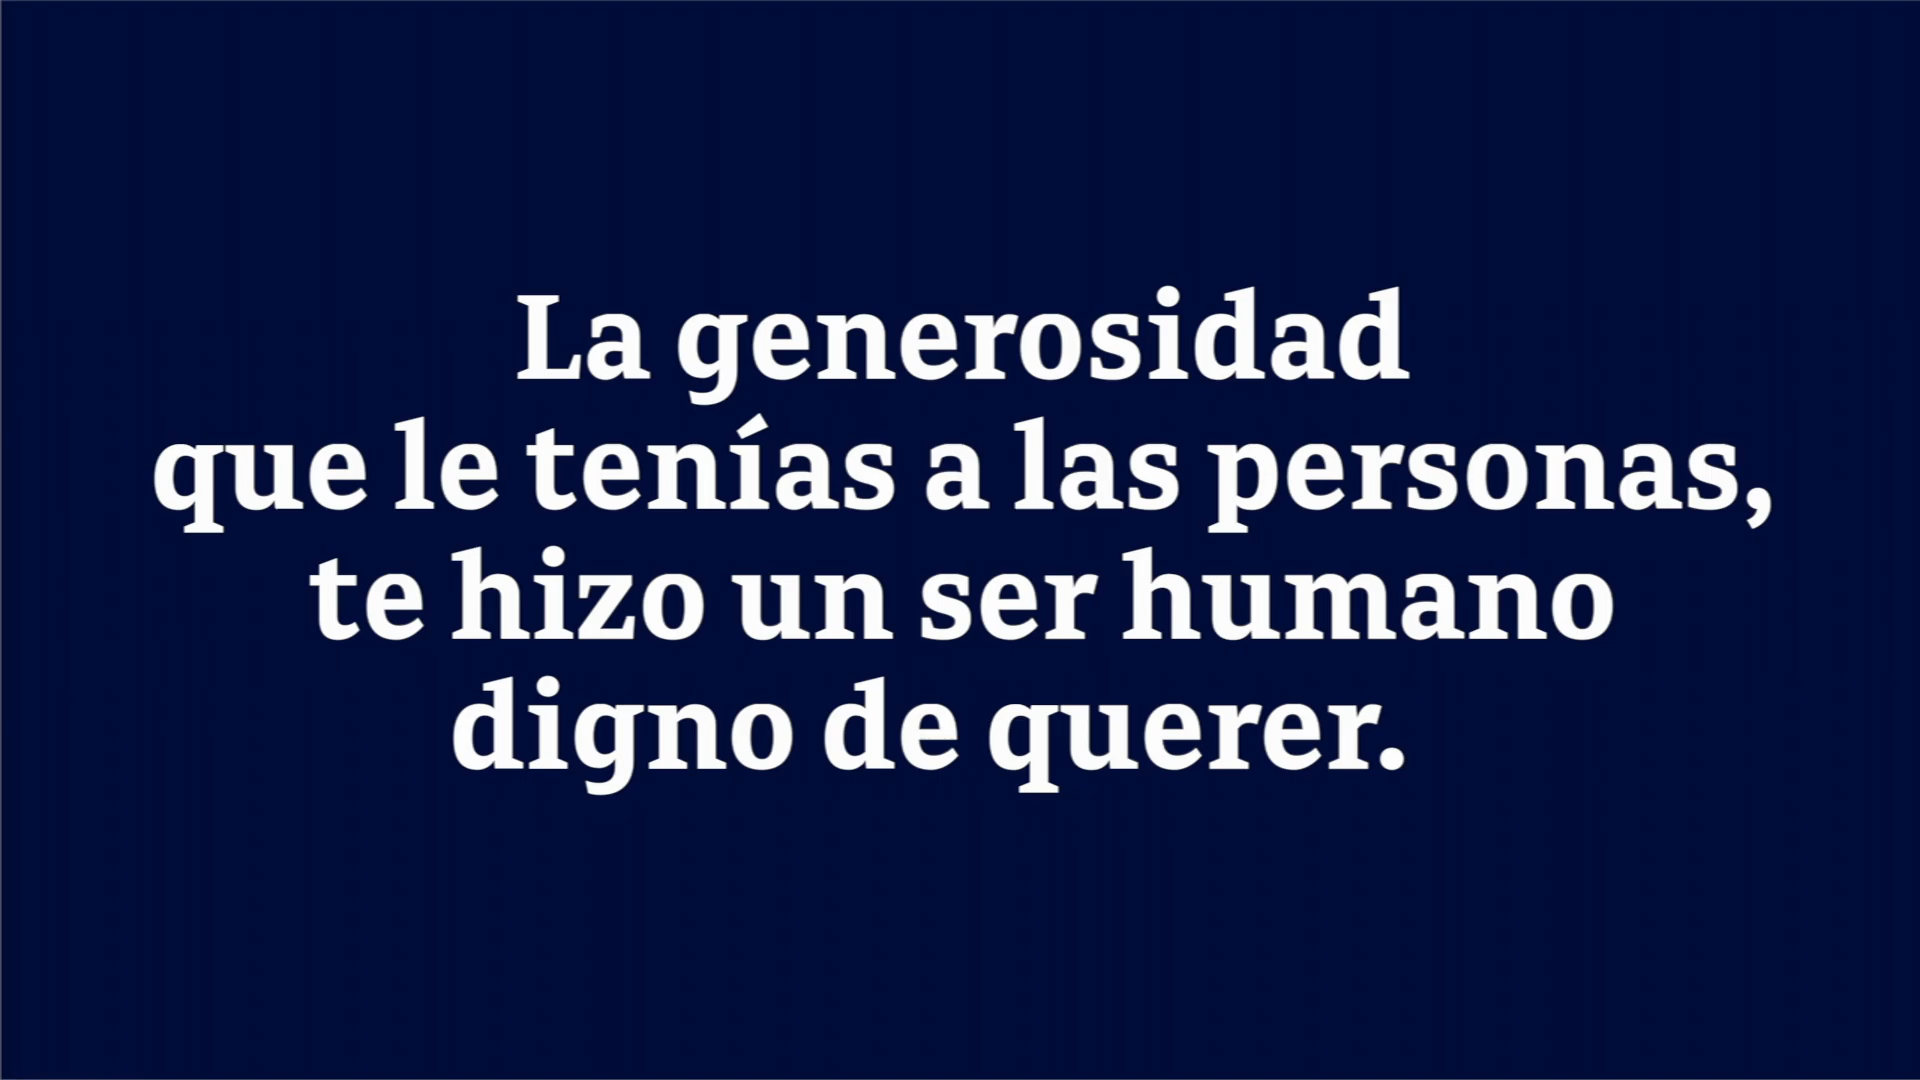 La generosidad
que le tenías a las personas,
te hizo un ser humano
digno de querer.